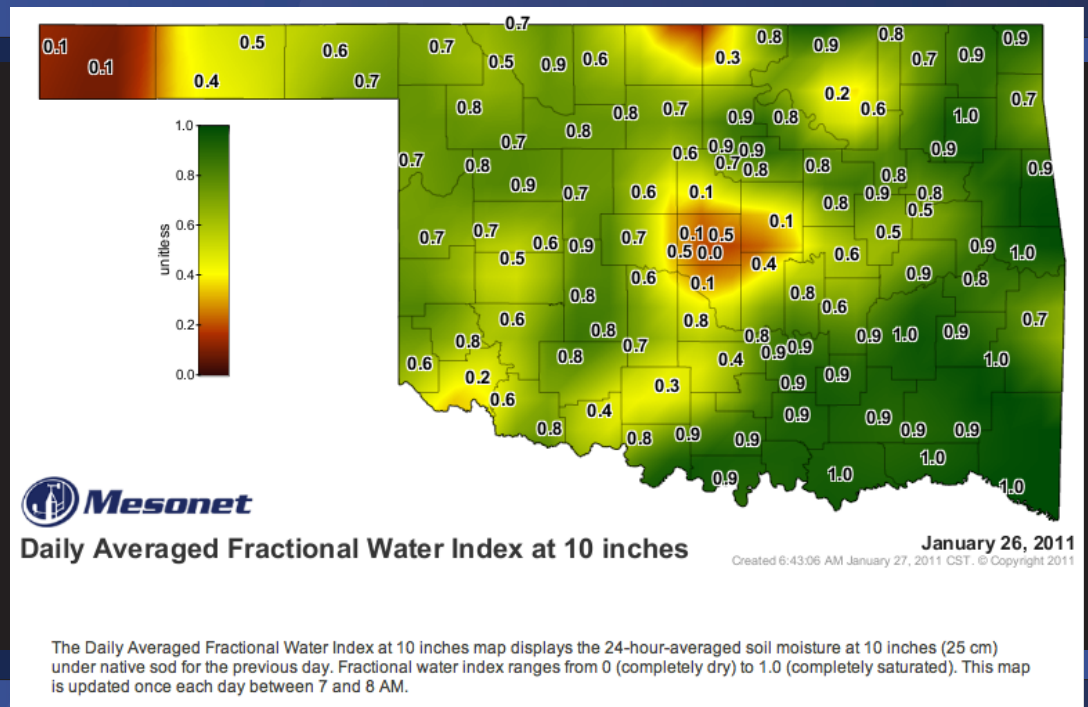 0.7
0.1 0.5 0.6 0.7 0.8 0.9 0.8 0.9
0.1 0.4 0.7 0.5 0.9 0.6 0.3 0.7 0.9
0.8 0.8 0.7 0.9 0.8 0.2 0.6 1.0 0.7
1.0
0.8
0.6
0.4
0.2
0.0
unitless
0.7 0.8 0.6 0.9 0.9 0.9
0.7 0.8 0.7 0.8 0.8 0.8 0.9
0.9 0.7 0.6 0.1 0.8 0.9 0.8 0.5
0.7 0.7 0.6 0.9 0.7 0.1 0.5 0.1 0.5
0.5 0.5 0.0 0.4 0.6 0.9 1.0
0.8 0.6 0.1 0.8 0.6 0.9 0.8
0.6 0.8 0.8 0.8 0.9 1.0 0.9 0.7
0.8 0.8 0.7 0.4 0.9 0.9 1.0
0.6 0.2 0.3 0.9 0.9
0.6 0.4 0.9 0.9 0.9 0.9
0.8 0.8 0.9 0.9
0.9 1.0 1.0 1.0
Mesonet
Daily Averaged Fractional Water Index at 10 inches
January 26, 2011
Created 6:43:06 AM January 27, 2011 CST. © Copyright 2011
The Daily Averaged Fractional Water Index at 10 inches map displays the 24-hour-averaged soil moisture at 10 inches (25 cm)
under native sod for the previous day. Fractional water index ranges from 0 (completely dry) to 1.0 (completely saturated). This map
is updated once each day between 7 and 8 AM.